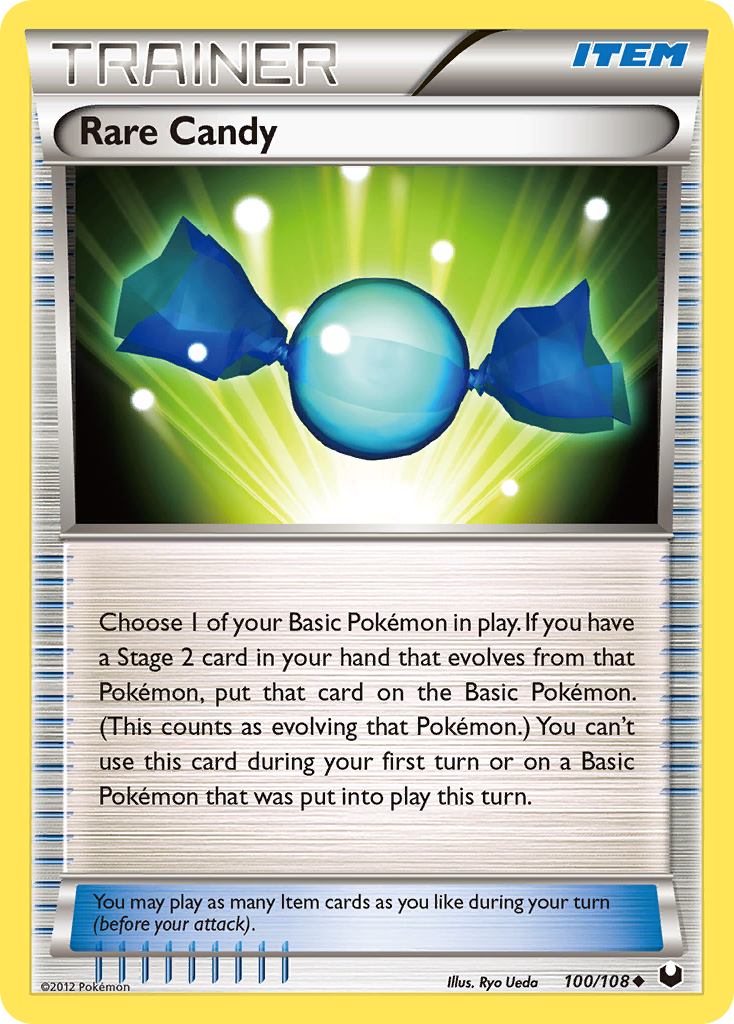 TRAINER
ITEM
Rare Candy
Choose 1 of your Basic Pokémon in play. If you have
a Stage 2 card in your hand that evolves from that
Pokémon, put that card on the Basic Pokémon.
(This counts as evolving that Pokémon.) You can't
use this card during your first turn or on a Basic
Pokémon that was put into play this turn.
You may play as many Item cards as you like during your turn
(before your attack).
©2012 Pokémon
Illus. Ryo Ueda
100/108